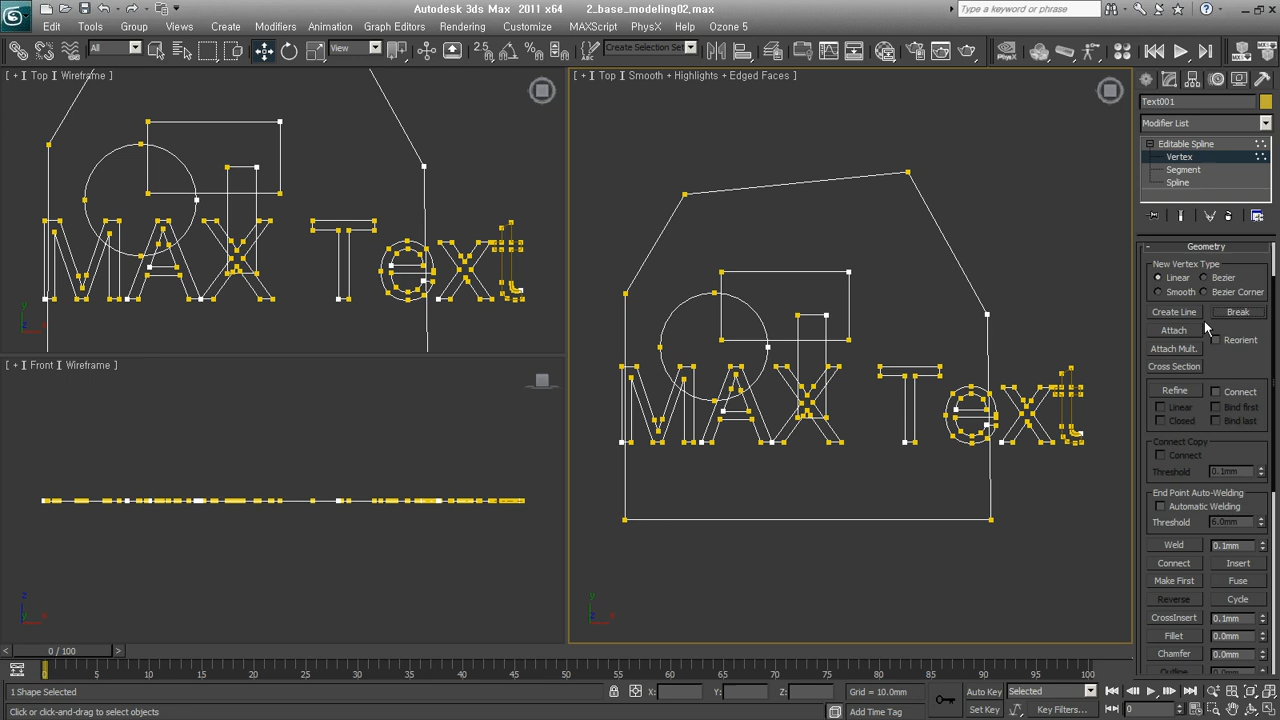 Autodesk 3ds Max 2011 x64 2_base_modeling02.max
Type a keyword or phrase
Edit Tools Group Views Create Modifiers Animation Graph Editors Rendering Customize MAXScript PhysX Ozone 5
All View 2.5 Create Selection Set PhysX
[ + ] Top ] Wireframe ]
[ + ] Top ] Smooth + Highlights + Edged Faces ]
Text001
Modifier List
Editable Spline
Vertex
Segment
Spline
MAX Text
MAX Text
[ + ] Front ] Wireframe ]
Geometry
New Vertex Type
Linear Bezier
Smooth Bezier Corner
Create Line Break
Attach Reorient
Attach Mult.
Cross Section
Refine Connect
Linear Bind first
Closed Bind last
Connect Copy
Connect
Threshold 0.1mm
End Point Auto-Welding
Automatic Welding
Threshold 6.0mm
Weld 0.1mm
Connect Insert
Make First Fuse
Reverse Cycle
CrossInsert 0.1mm
Fillet 0.0mm
Chamfer 0.0mm
0 / 100
0 5 10 15 20 25 30 35 40 45 50 55 60 65 70 75 80 85 90 95 100
1 Shape Selected X: Y: Z: Grid = 10.0mm Auto Key Selected
Click or click-and-drag to select objects Add Time Tag Set Key Key Filters... 0